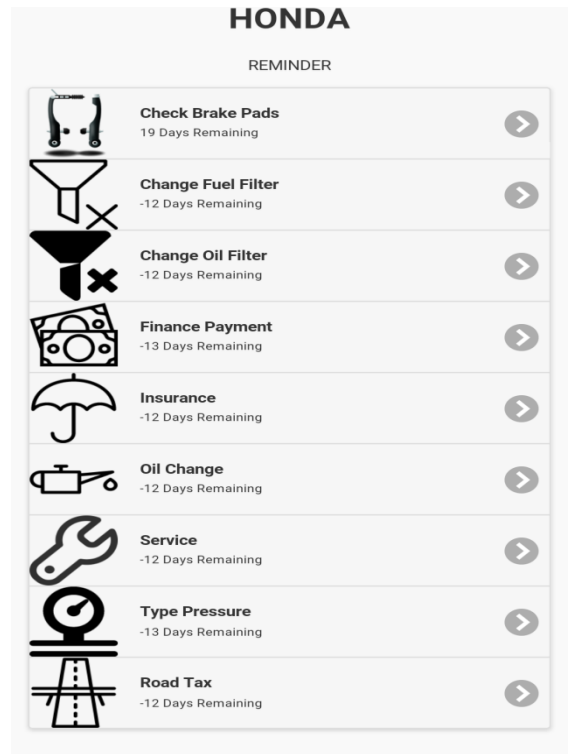 HONDA
REMINDER
Check Brake Pads
19 Days Remaining
Change Fuel Filter
-12 Days Remaining
Change Oil Filter
-12 Days Remaining
Finance Payment
-13 Days Remaining
Insurance
-12 Days Remaining
Oil Change
-12 Days Remaining
Service
-12 Days Remaining
Type Pressure
-13 Days Remaining
Road Tax
-12 Days Remaining